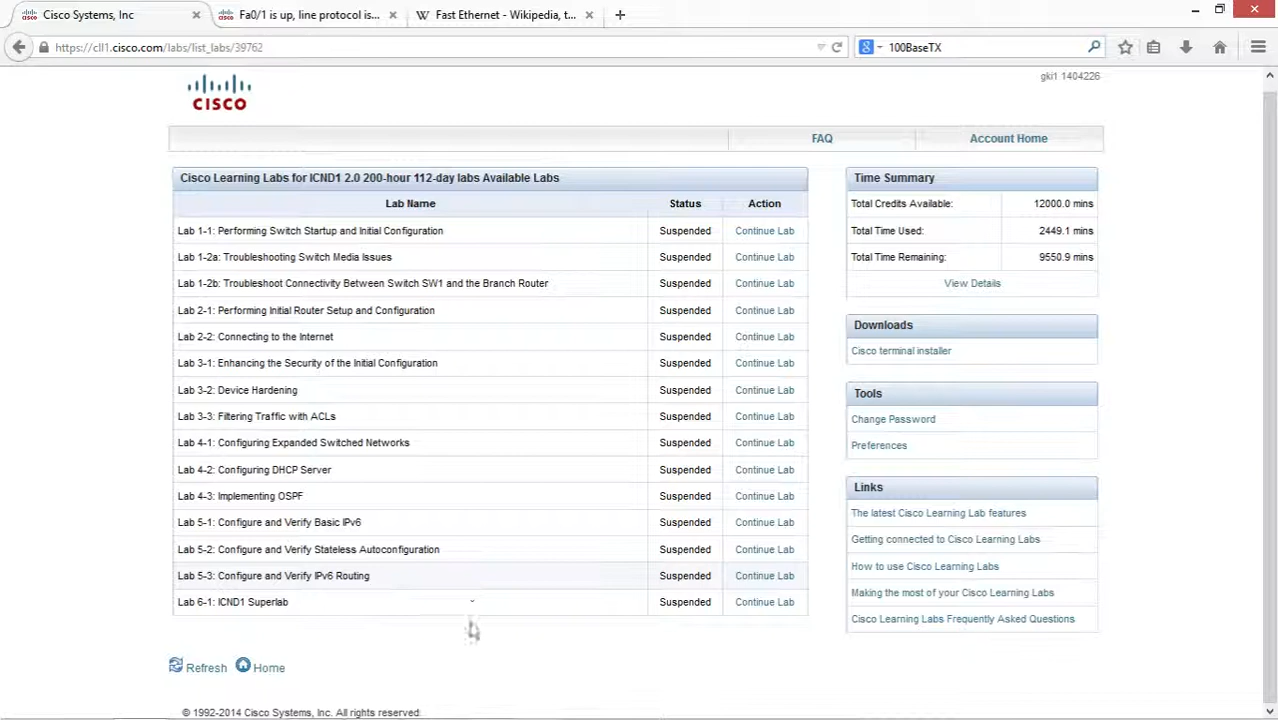 Cisco Systems, Inc
Fa0/1 is up, line protocol is...
W Fast Ethernet - Wikipedia, t...
https://cll1.cisco.com/labs/list_labs/39762
100BaseTX
gki1 1404226
CISCO
FAQ
Account Home
Cisco Learning Labs for ICND1 2.0 200-hour 112-day labs Available Labs
Lab Name Status Action
Lab 1-1: Performing Switch Startup and Initial Configuration Suspended Continue Lab
Lab 1-2a: Troubleshooting Switch Media Issues Suspended Continue Lab
Lab 1-2b: Troubleshoot Connectivity Between Switch SW1 and the Branch Router Suspended Continue Lab
Lab 2-1: Performing Initial Router Setup and Configuration Suspended Continue Lab
Lab 2-2: Connecting to the Internet Suspended Continue Lab
Lab 3-1: Enhancing the Security of the Initial Configuration Suspended Continue Lab
Lab 3-2: Device Hardening Suspended Continue Lab
Lab 3-3: Filtering Traffic with ACLs Suspended Continue Lab
Lab 4-1: Configuring Expanded Switched Networks Suspended Continue Lab
Lab 4-2: Configuring DHCP Server Suspended Continue Lab
Lab 4-3: Implementing OSPF Suspended Continue Lab
Lab 5-1: Configure and Verify Basic IPv6 Suspended Continue Lab
Lab 5-2: Configure and Verify Stateless Autoconfiguration Suspended Continue Lab
Lab 5-3: Configure and Verify IPv6 Routing Suspended Continue Lab
Lab 6-1: ICND1 Superlab Suspended Continue Lab
Time Summary
Total Credits Available: 12000.0 mins
Total Time Used: 2449.1 mins
Total Time Remaining: 9550.9 mins
View Details
Downloads
Cisco terminal installer
Tools
Change Password
Preferences
Links
The latest Cisco Learning Lab features
Getting connected to Cisco Learning Labs
How to use Cisco Learning Labs
Making the most of your Cisco Learning Labs
Cisco Learning Labs Frequently Asked Questions
Refresh Home
© 1992-2014 Cisco Systems, Inc. All rights reserved.